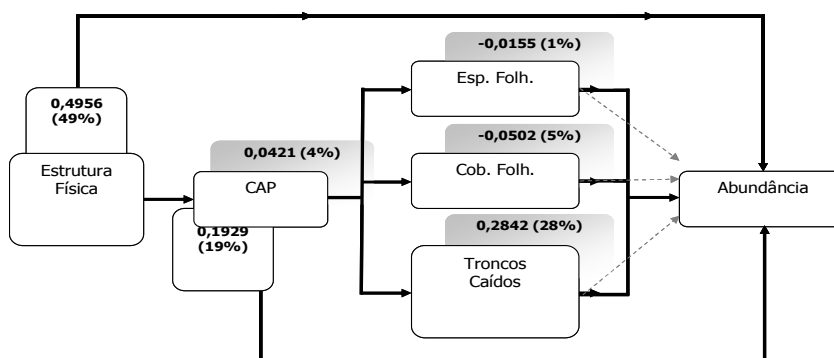 -0,0155 (1%)
Esp. Folh.
0,4956
(49%)
Estrutura
Física
0,0421 (4%)
CAP
0,1929
(19%)
-0,0502 (5%)
Cob. Folh.
0,2842 (28%)
Troncos
Caídos
Abundância